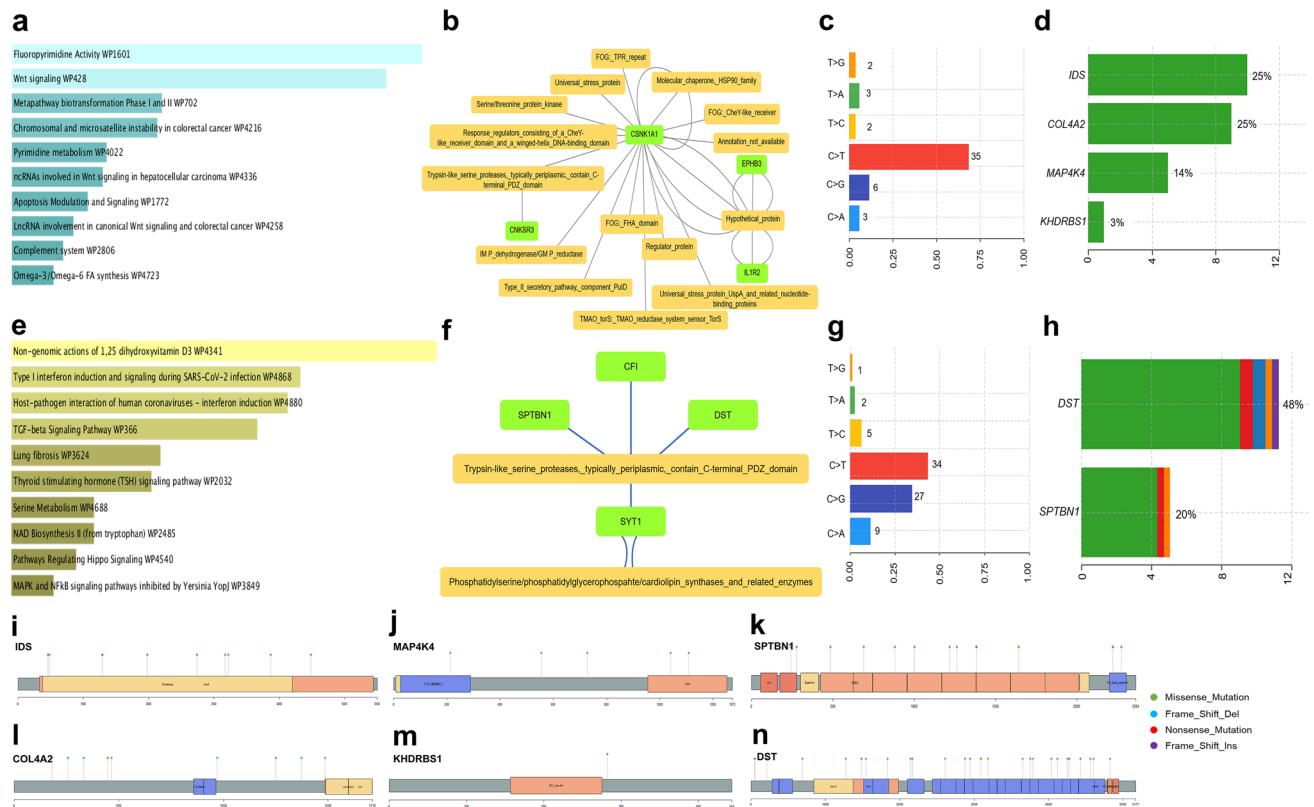 a
Fluoropyrimidine Activity WP1601
Wnt signaling WP428
Metapathway biotransformation Phase I and II WP702
Chromosomal and microsatellite instability in colorectal cancer WP4216
Pyrimidine metabolism WP4022
ncRNAs involved in Wnt signaling in hepatocellular carcinoma WP4336
Apoptosis Modulation and Signaling WP1772
LncRNA involvement in canonical Wnt signaling and colorectal cancer WP4258
Complement system WP2806
Omega-3/Omega-6 FA synthesis WP4723
b
FOG:_TPR_repeat
Universal_stress_protein
Molecular_chaperone,_HSP90_family
Serine/threonine_protein_kinase
FOG:_CheY-like_receiver
CSNK1A1
Response_regulators_consisting_of_a_CheY-
like_receiver_domain_and_a_winged-helix_DNA-binding_domain
Annotation_not_available
EPHB3
Trypsin-like_serine_proteases,_typically_periplasmic,_contain_C-
terminal_PDZ_domain
CNKSR3
FOG:_FHA_domain
Hypothetical_protein
IM P_dehydrogenase/GM P_reductase
Regulator_protein
IL1R2
Type_II_secretory_pathway,_component_PulD
Universal_stress_protein_UspA_and_related_nucleotide-
binding_proteins
TMAO_torS:_TMAO_reductase_system_sensor_TorS
c
T>G 2
T>A 3
T>C 2
C>T 35
C>G 6
C>A 3
0.00 0.25 0.50 0.75 1.00
d
IDS 25%
COL4A2 25%
MAP4K4 14%
KHDRBS1 3%
0 4 8 12
e
Non-genomic actions of 1,25 dihydroxyvitamin D3 WP4341
Type I interferon induction and signaling during SARS-CoV-2 infection WP4868
Host-pathogen interaction of human coronaviruses - interferon induction WP4880
TGF-beta Signaling Pathway WP366
Lung fibrosis WP3624
Thyroid stimulating hormone (TSH) signaling pathway WP2032
Serine Metabolism WP4688
NAD Biosynthesis II (from tryptophan) WP2485
Pathways Regulating Hippo Signaling WP4540
MAPK and NFkB signaling pathways inhibited by Yersinia YopJ WP3849
f
CFI
SPTBN1
DST
Trypsin-like_serine_proteases,_typically_periplasmic,_contain_C-terminal_PDZ_domain
SYT1
Phosphatidylserine/phosphatidylglycerophospahte/cardiolipin_synthases_and_related_enzymes
g
T>G 1
T>A 2
T>C 5
C>T 34
C>G 27
C>A 9
0.00 0.25 0.50 0.75 1.00
h
DST 48%
SPTBN1 20%
0 4 8 12
i
IDS
j
MAP4K4
k
SPTBN1
l
COL4A2
m
KHDRBS1
n
DST
Missense_Mutation
Frame_Shift_Del
Nonsense_Mutation
Frame_Shift_Ins